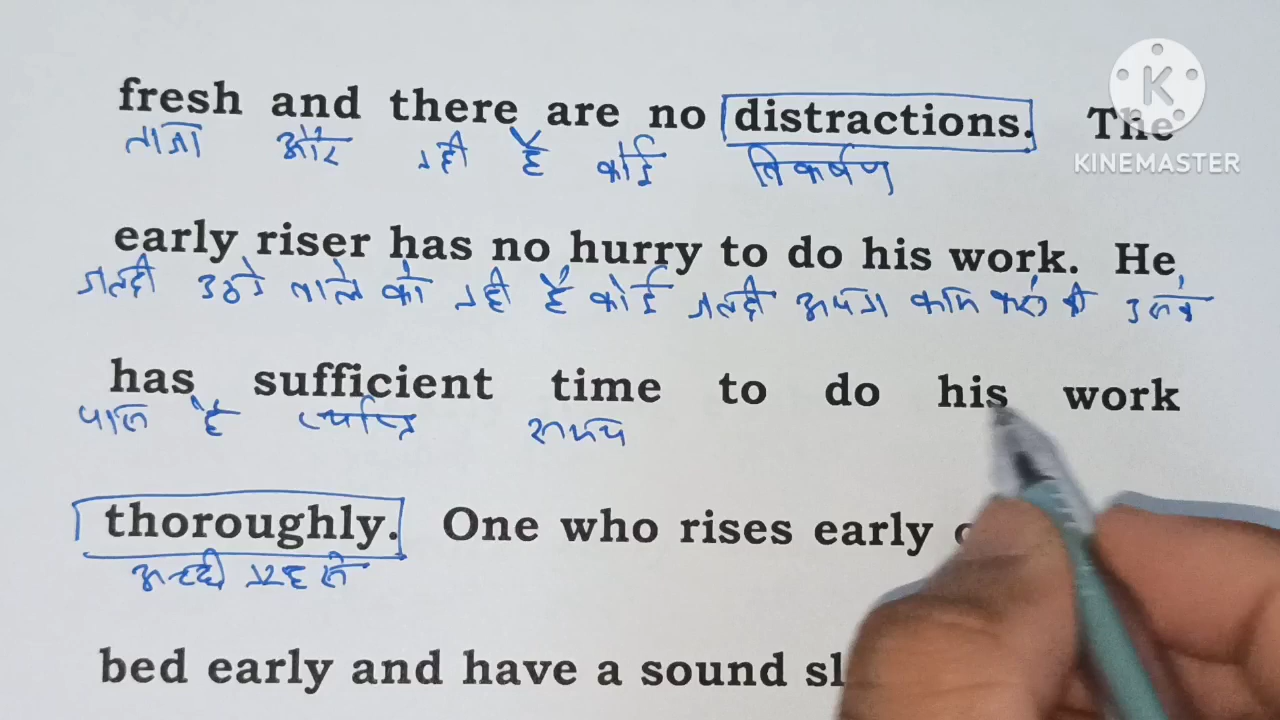 fresh and there are no distractions. The
ताजा और नहीं है कोई विकर्षण
KINEMASTER
early riser has no hurry to do his work. He
जल्दी उठने वाले को नहीं है कोई जल्दी अपना काम करने की उनके
has sufficient time to do his work
पास है पर्याप्त समय
thoroughly. One who rises early
अच्छी तरह से
bed early and have a sound sl